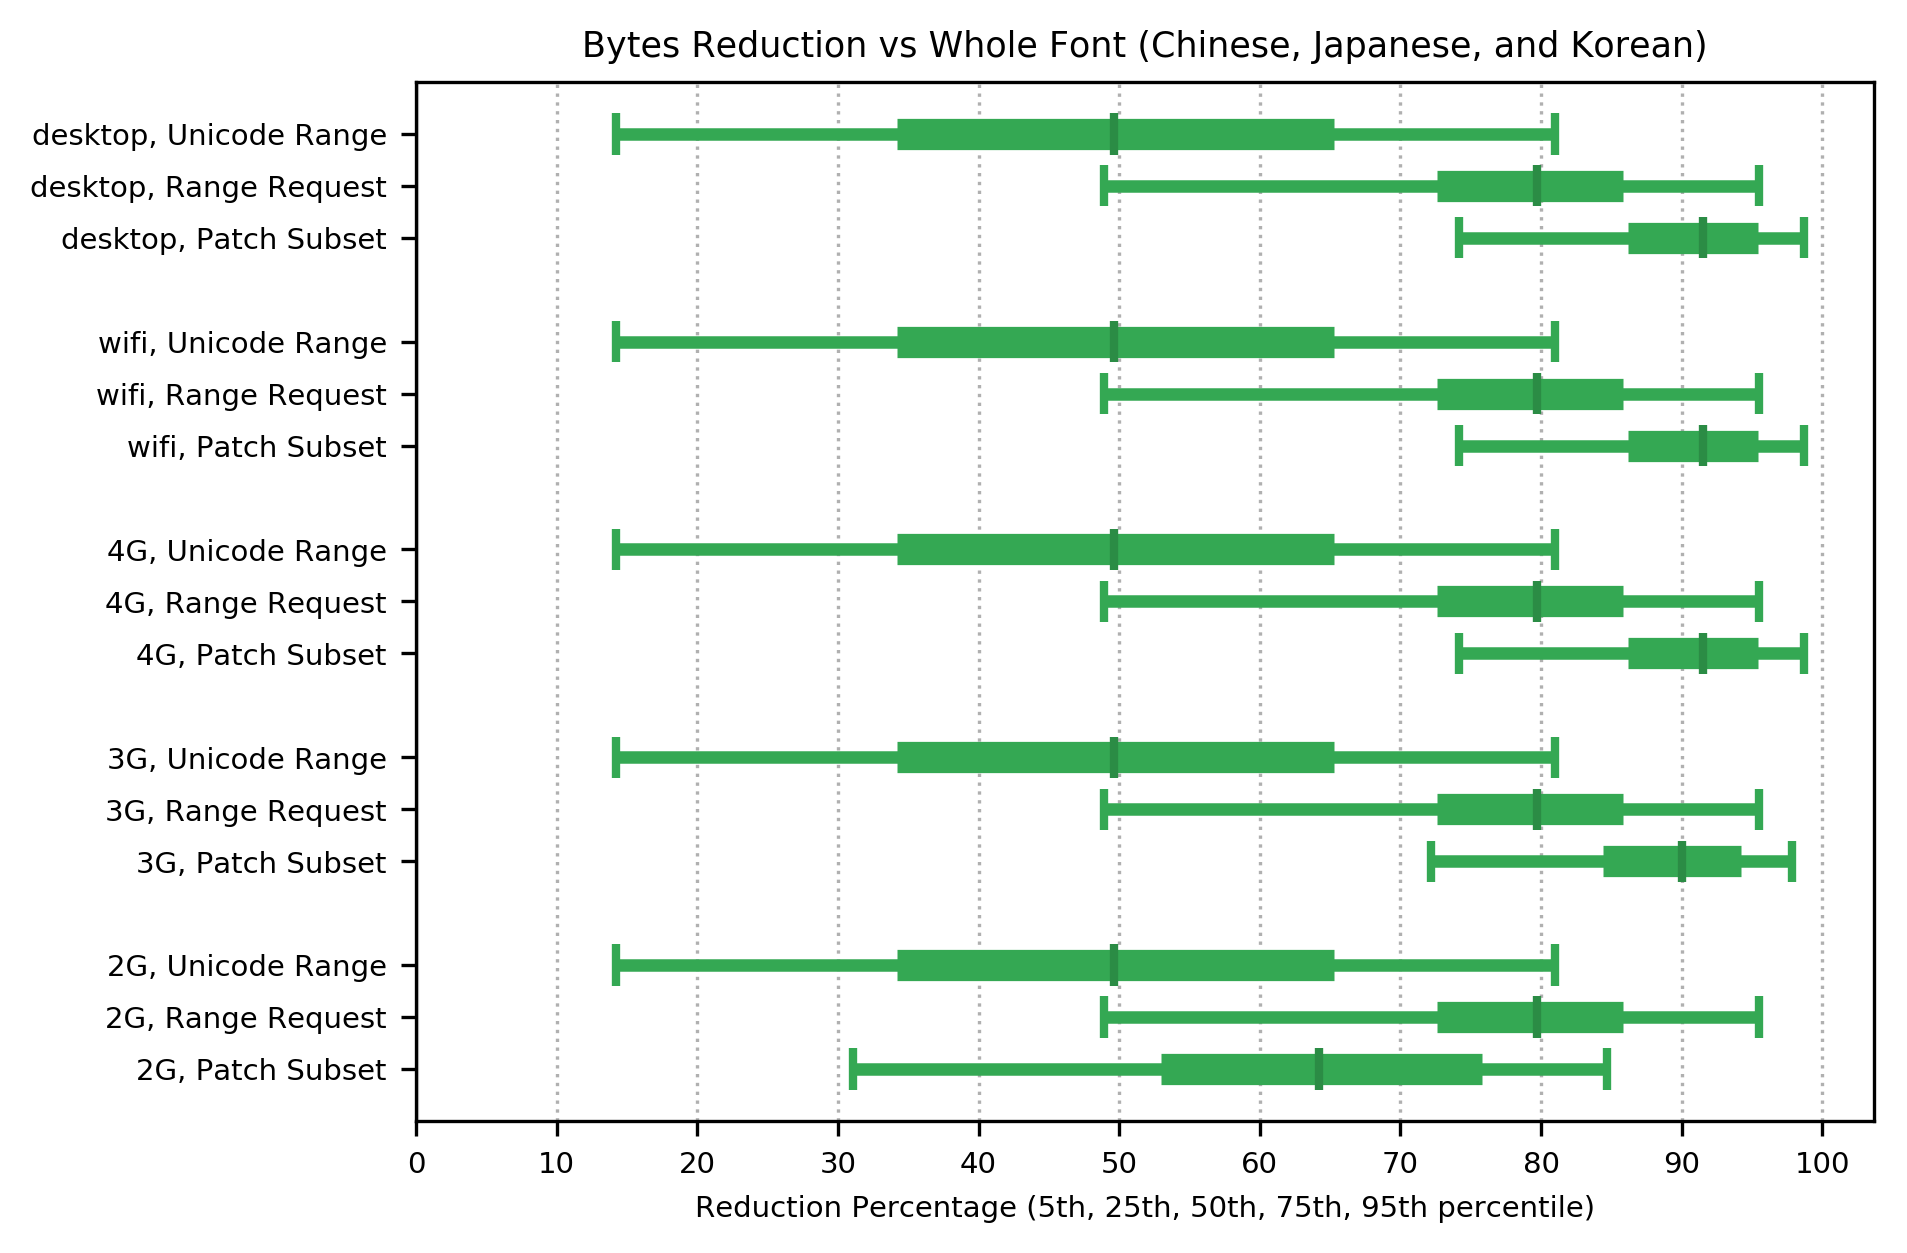 Bytes Reduction vs Whole Font (Chinese, Japanese, and Korean)
desktop, Unicode Range
desktop, Range Request
desktop, Patch Subset
wifi, Unicode Range
wifi, Range Request
wifi, Patch Subset
4G, Unicode Range
4G, Range Request
4G, Patch Subset
3G, Unicode Range
3G, Range Request
3G, Patch Subset
2G, Unicode Range
2G, Range Request
2G, Patch Subset
0 10 20 30 40 50 60 70 80 90 100
Reduction Percentage (5th, 25th, 50th, 75th, 95th percentile)